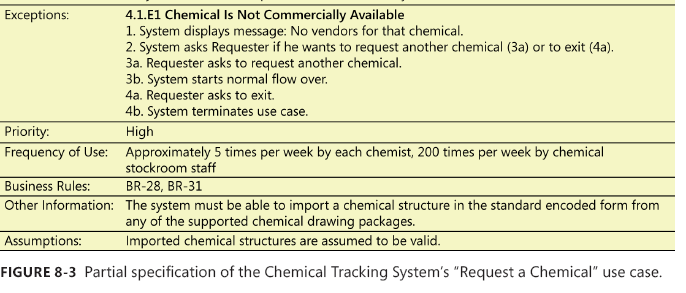 Exceptions: 4.1.E1 Chemical Is Not Commercially Available
1. System displays message: No vendors for that chemical.
2. System asks Requester if he wants to request another chemical (3a) or to exit (4a).
3a. Requester asks to request another chemical.
3b. System starts normal flow over.
4a. Requester asks to exit.
4b. System terminates use case.
Priority: High
Frequency of Use: Approximately 5 times per week by each chemist, 200 times per week by chemical
stockroom staff
Business Rules: BR-28, BR-31
Other Information: The system must be able to import a chemical structure in the standard encoded form from
any of the supported chemical drawing packages.
Assumptions: Imported chemical structures are assumed to be valid.
FIGURE 8-3 Partial specification of the Chemical Tracking System's “Request a Chemical” use case.